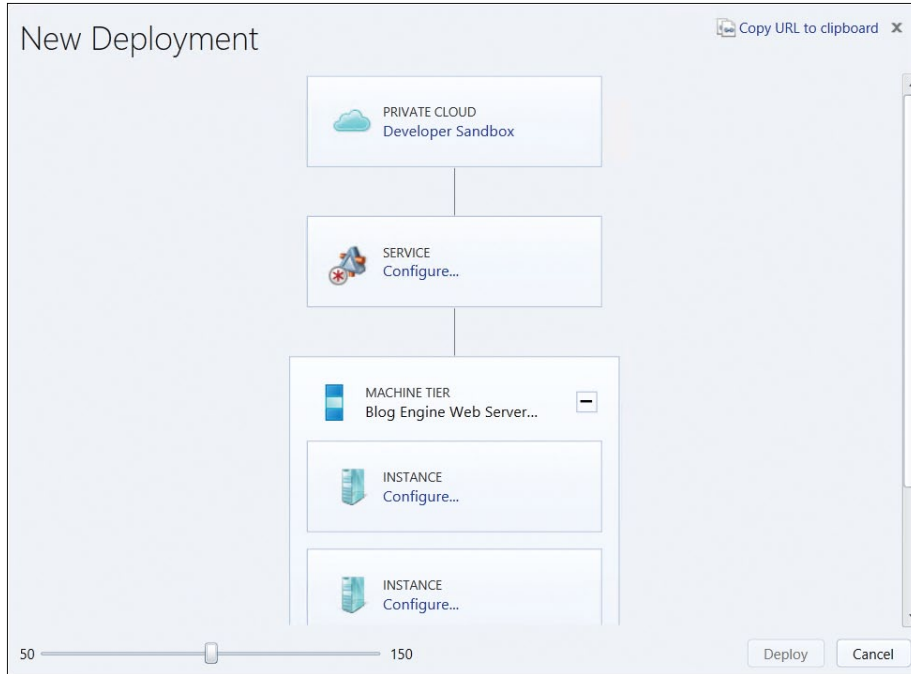 New Deployment
Copy URL to clipboard
PRIVATE CLOUD
Developer Sandbox
SERVICE
Configure...
MACHINE TIER
Blog Engine Web Server...
INSTANCE
Configure...
INSTANCE
Configure...
50
150
Deploy
Cancel